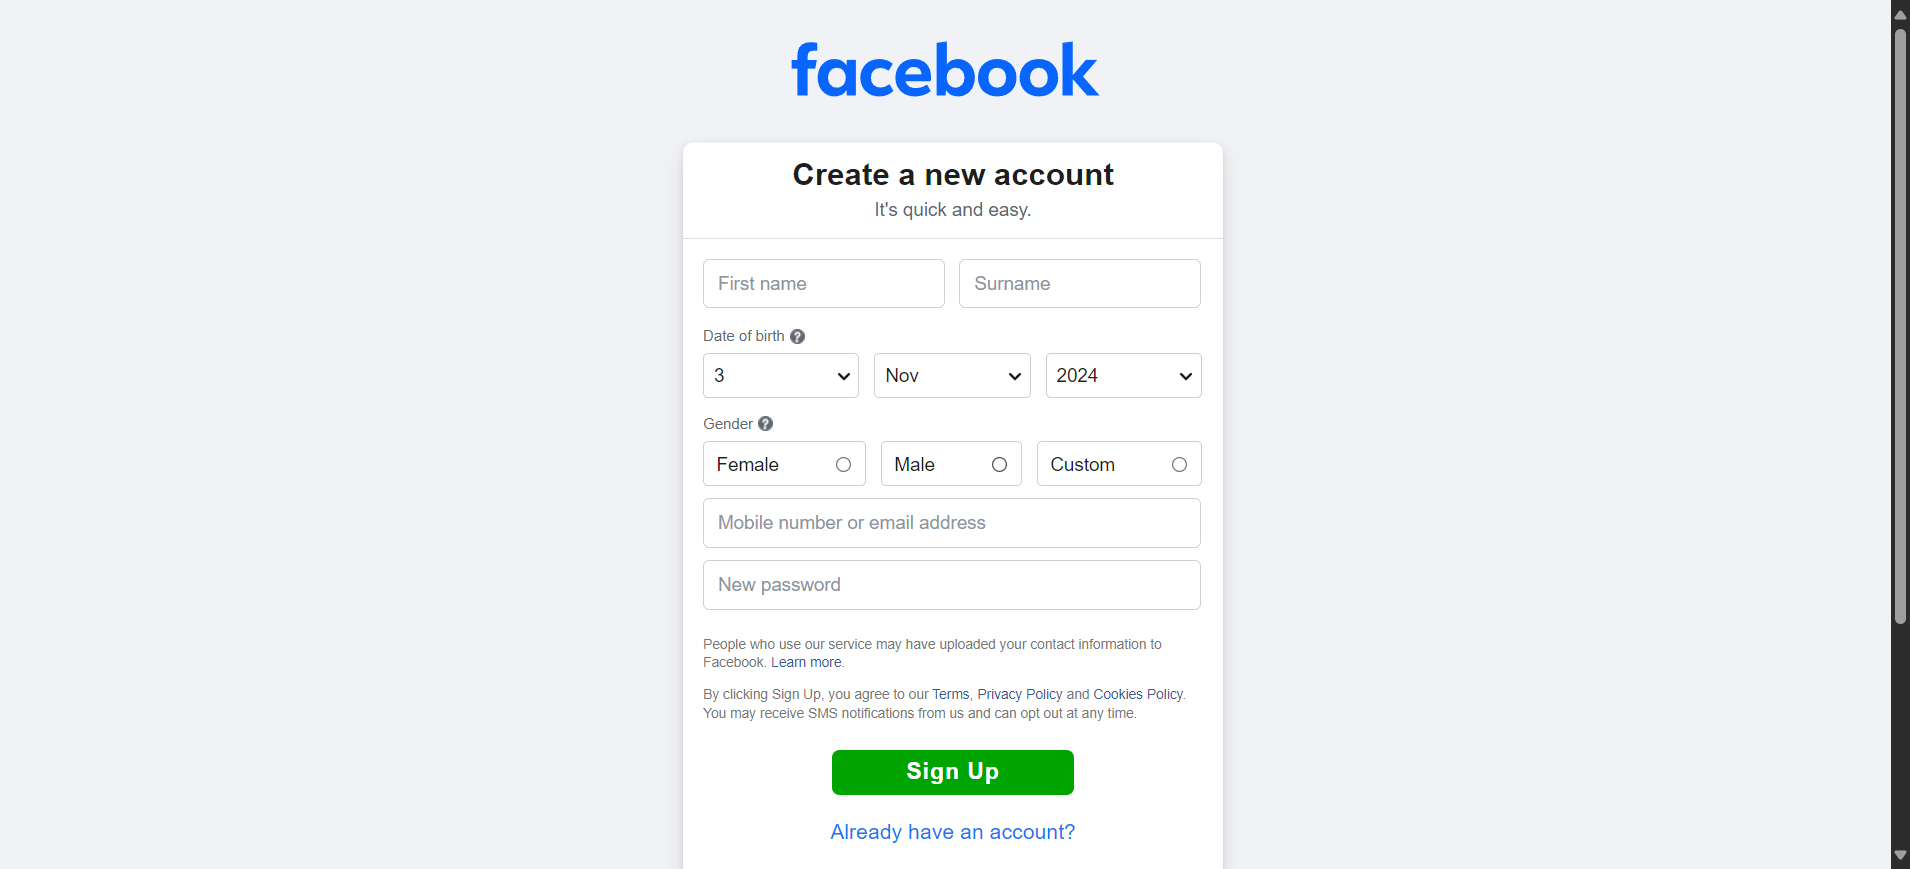 facebook
Create a new account
It's quick and easy.
First name Surname
Date of birth ?
3 Nov 2024
Gender ?
Female Male Custom
Mobile number or email address
New password
People who use our service may have uploaded your contact information to
Facebook. Learn more.
By clicking Sign Up, you agree to our Terms, Privacy Policy and Cookies Policy.
You may receive SMS notifications from us and can opt out at any time.
Sign Up
Already have an account?